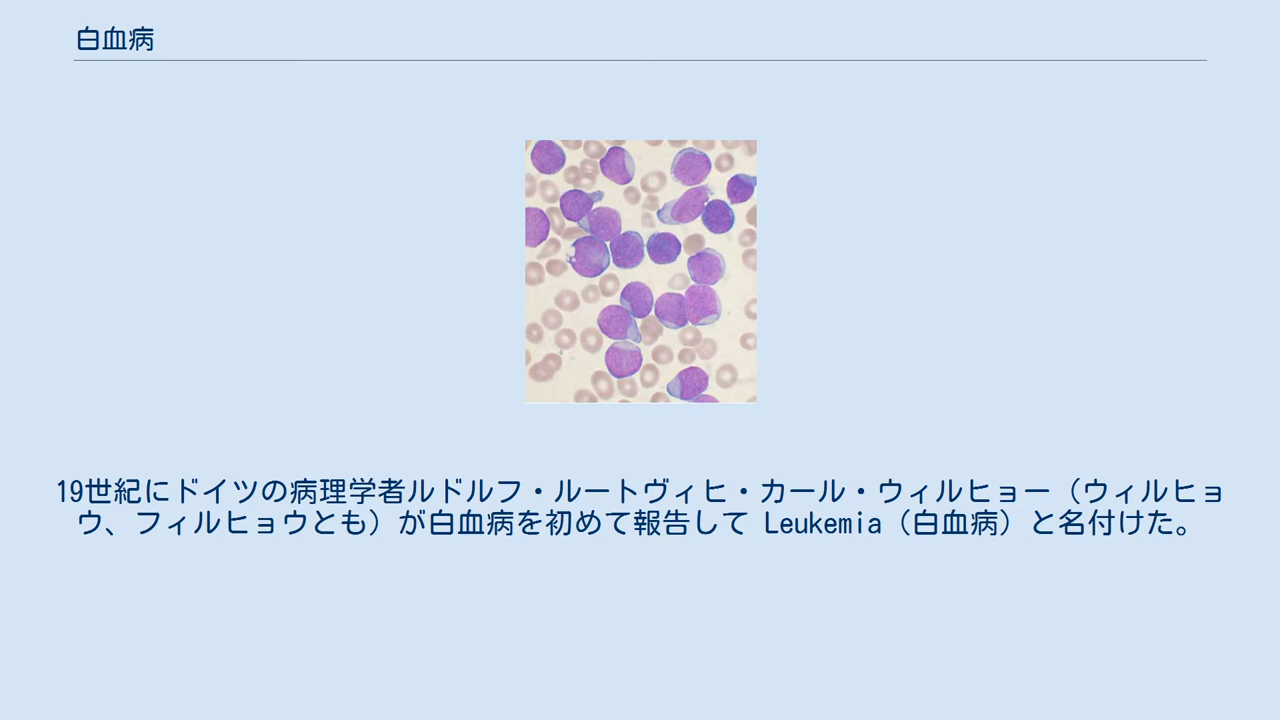 白血病
19世紀にドイツの病理学者ルドルフ・ルートヴィヒ・カール・ウィルヒョー（ウィルヒョ
ウ、フィルヒョウとも）が白血病を初めて報告して Leukemia（白血病）と名付けた。